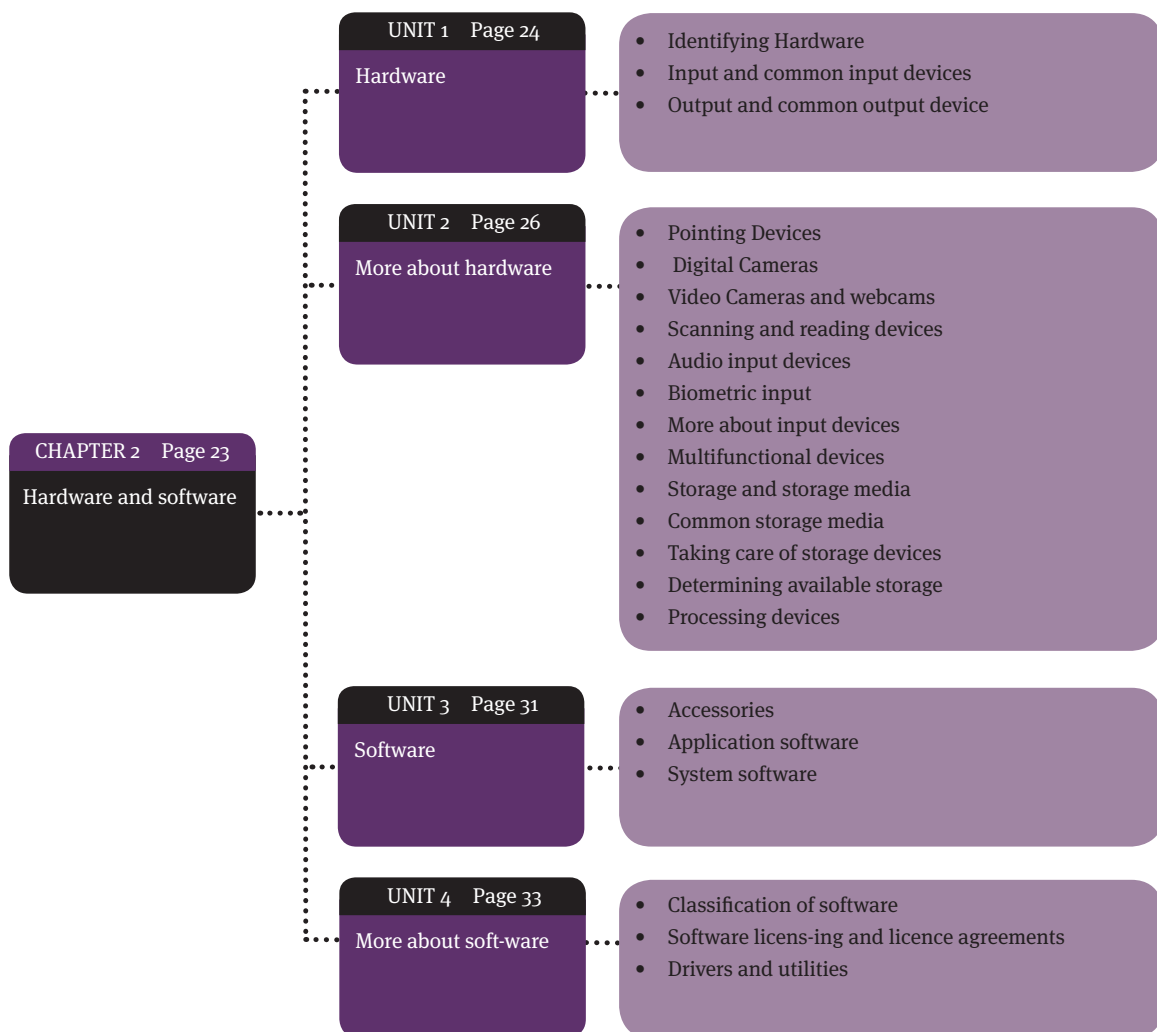 CHAPTER 2 Page 23
Hardware and software
UNIT 1 Page 24
Hardware
• Identifying Hardware
• Input and common input devices
• Output and common output device
UNIT 2 Page 26
More about hardware
• Pointing Devices
• Digital Cameras
• Video Cameras and webcams
• Scanning and reading devices
• Audio input devices
• Biometric input
• More about input devices
• Multifunctional devices
• Storage and storage media
• Common storage media
• Taking care of storage devices
• Determining available storage
• Processing devices
UNIT 3 Page 31
Software
• Accessories
• Application software
• System software
UNIT 4 Page 33
More about soft-ware
• Classification of software
• Software licens-ing and licence agreements
• Drivers and utilities